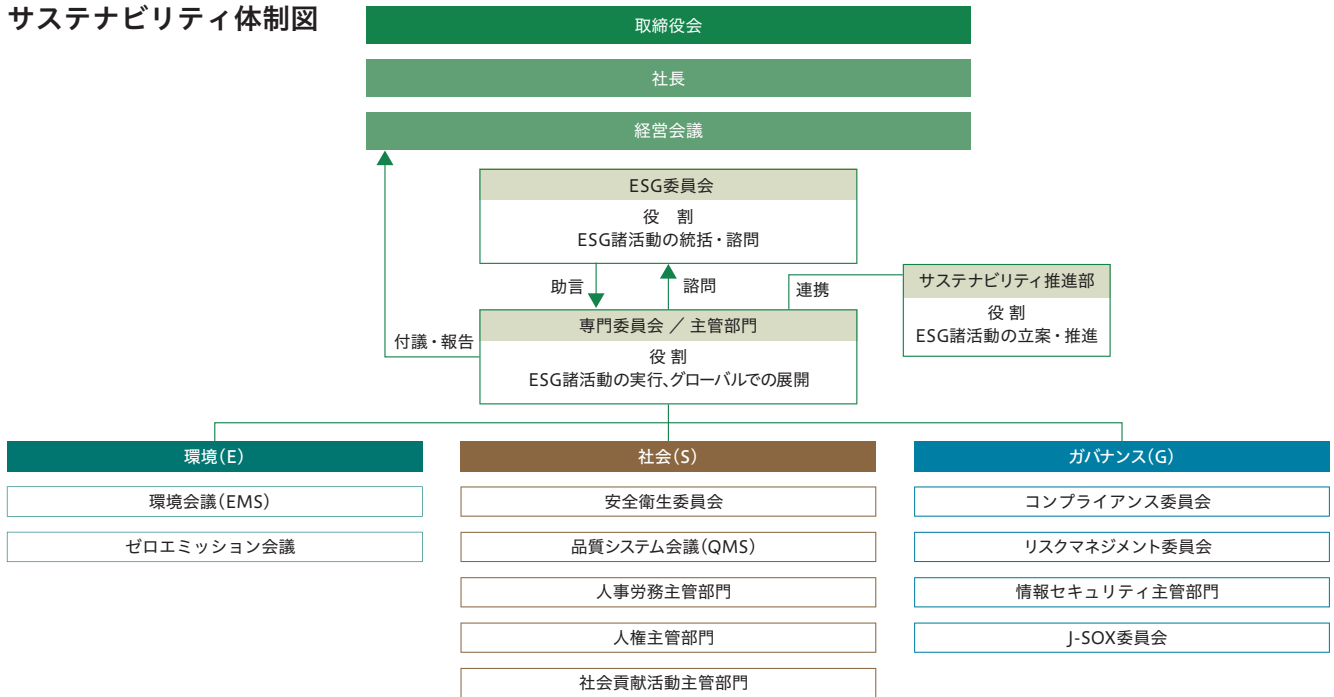 サステナビリティ体制図
取締役会
社長
経営会議
ESG委員会
役 割
ESG諸活動の統括・諮問
助言
諮問
連携
サステナビリティ推進部
役 割
ESG諸活動の立案・推進
付議・報告
専門委員会 ／ 主管部門
役 割
ESG諸活動の実行、グローバルでの展開
環境(E)
環境会議(EMS)
ゼロエミッション会議
社会(S)
安全衛生委員会
品質システム会議(QMS)
人事労務主管部門
人権主管部門
社会貢献活動主管部門
ガバナンス(G)
コンプライアンス委員会
リスクマネジメント委員会
情報セキュリティ主管部門
J-SOX委員会